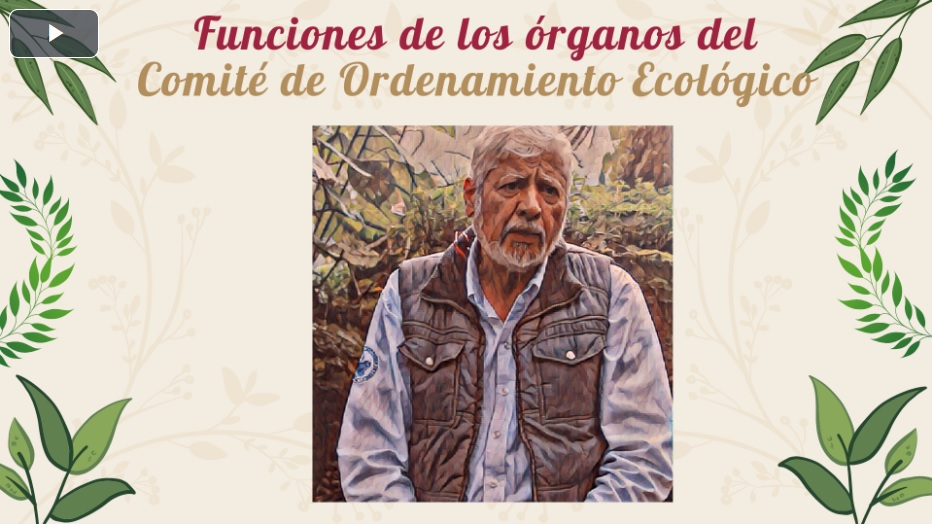 Funciones de los órganos del
Comité de Ordenamiento Ecológico